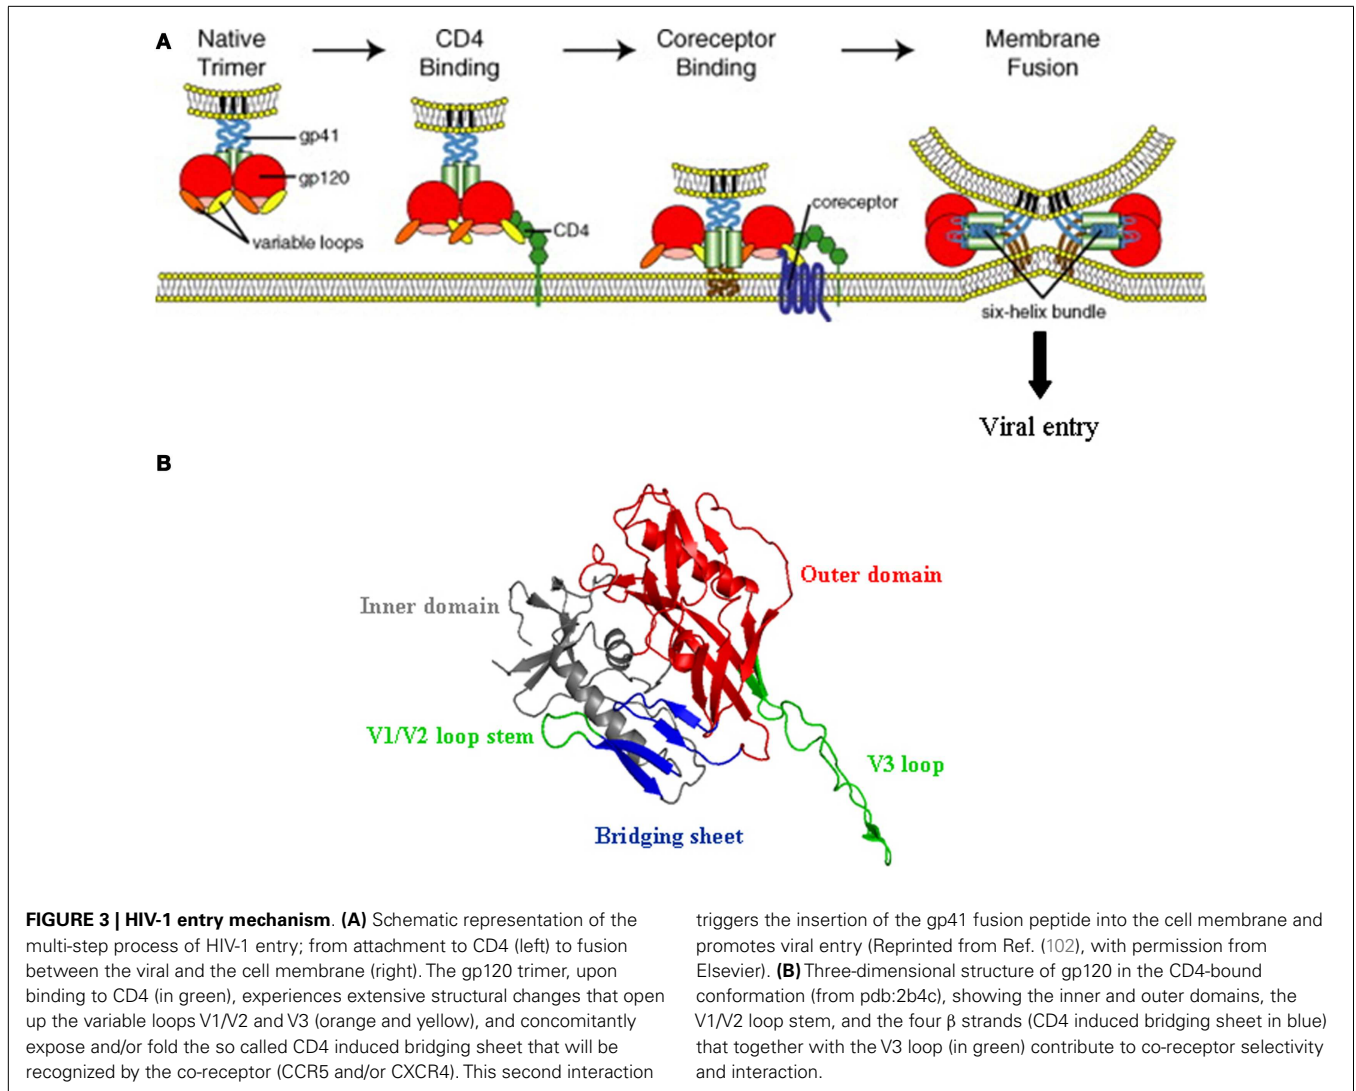 A
Native
Trimer
CD4
Binding
Coreceptor
Binding
Membrane
Fusion
gp41
gp120
variable loops
CD4
coreceptor
six-helix bundle
Viral entry
B
Outer domain
Inner domain
V1/V2 loop stem
V3 loop
Bridging sheet
FIGURE 3 | HIV-1 entry mechanism. (A) Schematic representation of the
multi-step process of HIV-1 entry; from attachment to CD4 (left) to fusion
between the viral and the cell membrane (right). The gp120 trimer, upon
binding to CD4 (in green), experiences extensive structural changes that open
up the variable loops V1/V2 and V3 (orange and yellow), and concomitantly
expose and/or fold the so called CD4 induced bridging sheet that will be
recognized by the co-receptor (CCR5 and/or CXCR4). This second interaction
triggers the insertion of the gp41 fusion peptide into the cell membrane and
promotes viral entry (Reprinted from Ref. (102), with permission from
Elsevier). (B) Three-dimensional structure of gp120 in the CD4-bound
conformation (from pdb:2b4c), showing the inner and outer domains, the
V1/V2 loop stem, and the four β strands (CD4 induced bridging sheet in blue)
that together with the V3 loop (in green) contribute to co-receptor selectivity
and interaction.